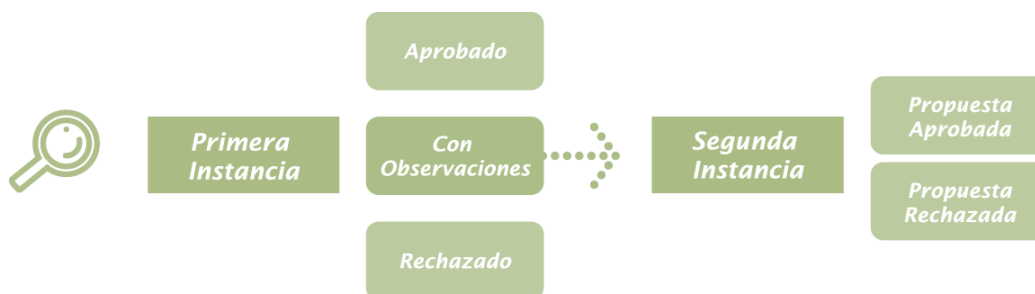 Primera
Instancia
Aprobado
Con
Observaciones
Rechazado
Segunda
Instancia
Propuesta
Aprobada
Propuesta
Rechazada